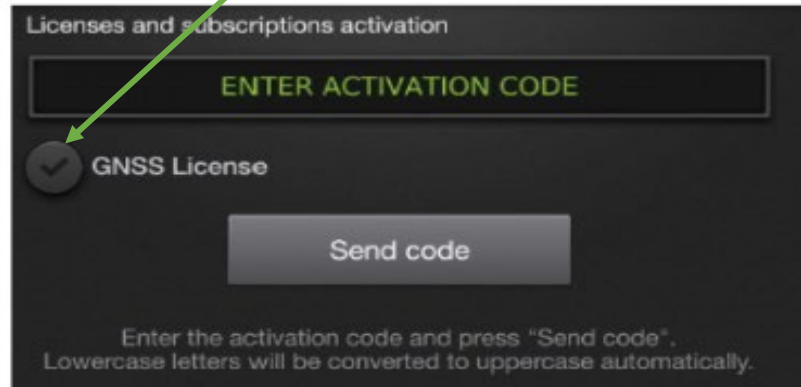 Licenses and subscriptions activation
ENTER ACTIVATION CODE
GNSS License
Send code
Enter the activation code and press "Send code".
Lowercase letters will be converted to uppercase automatically.